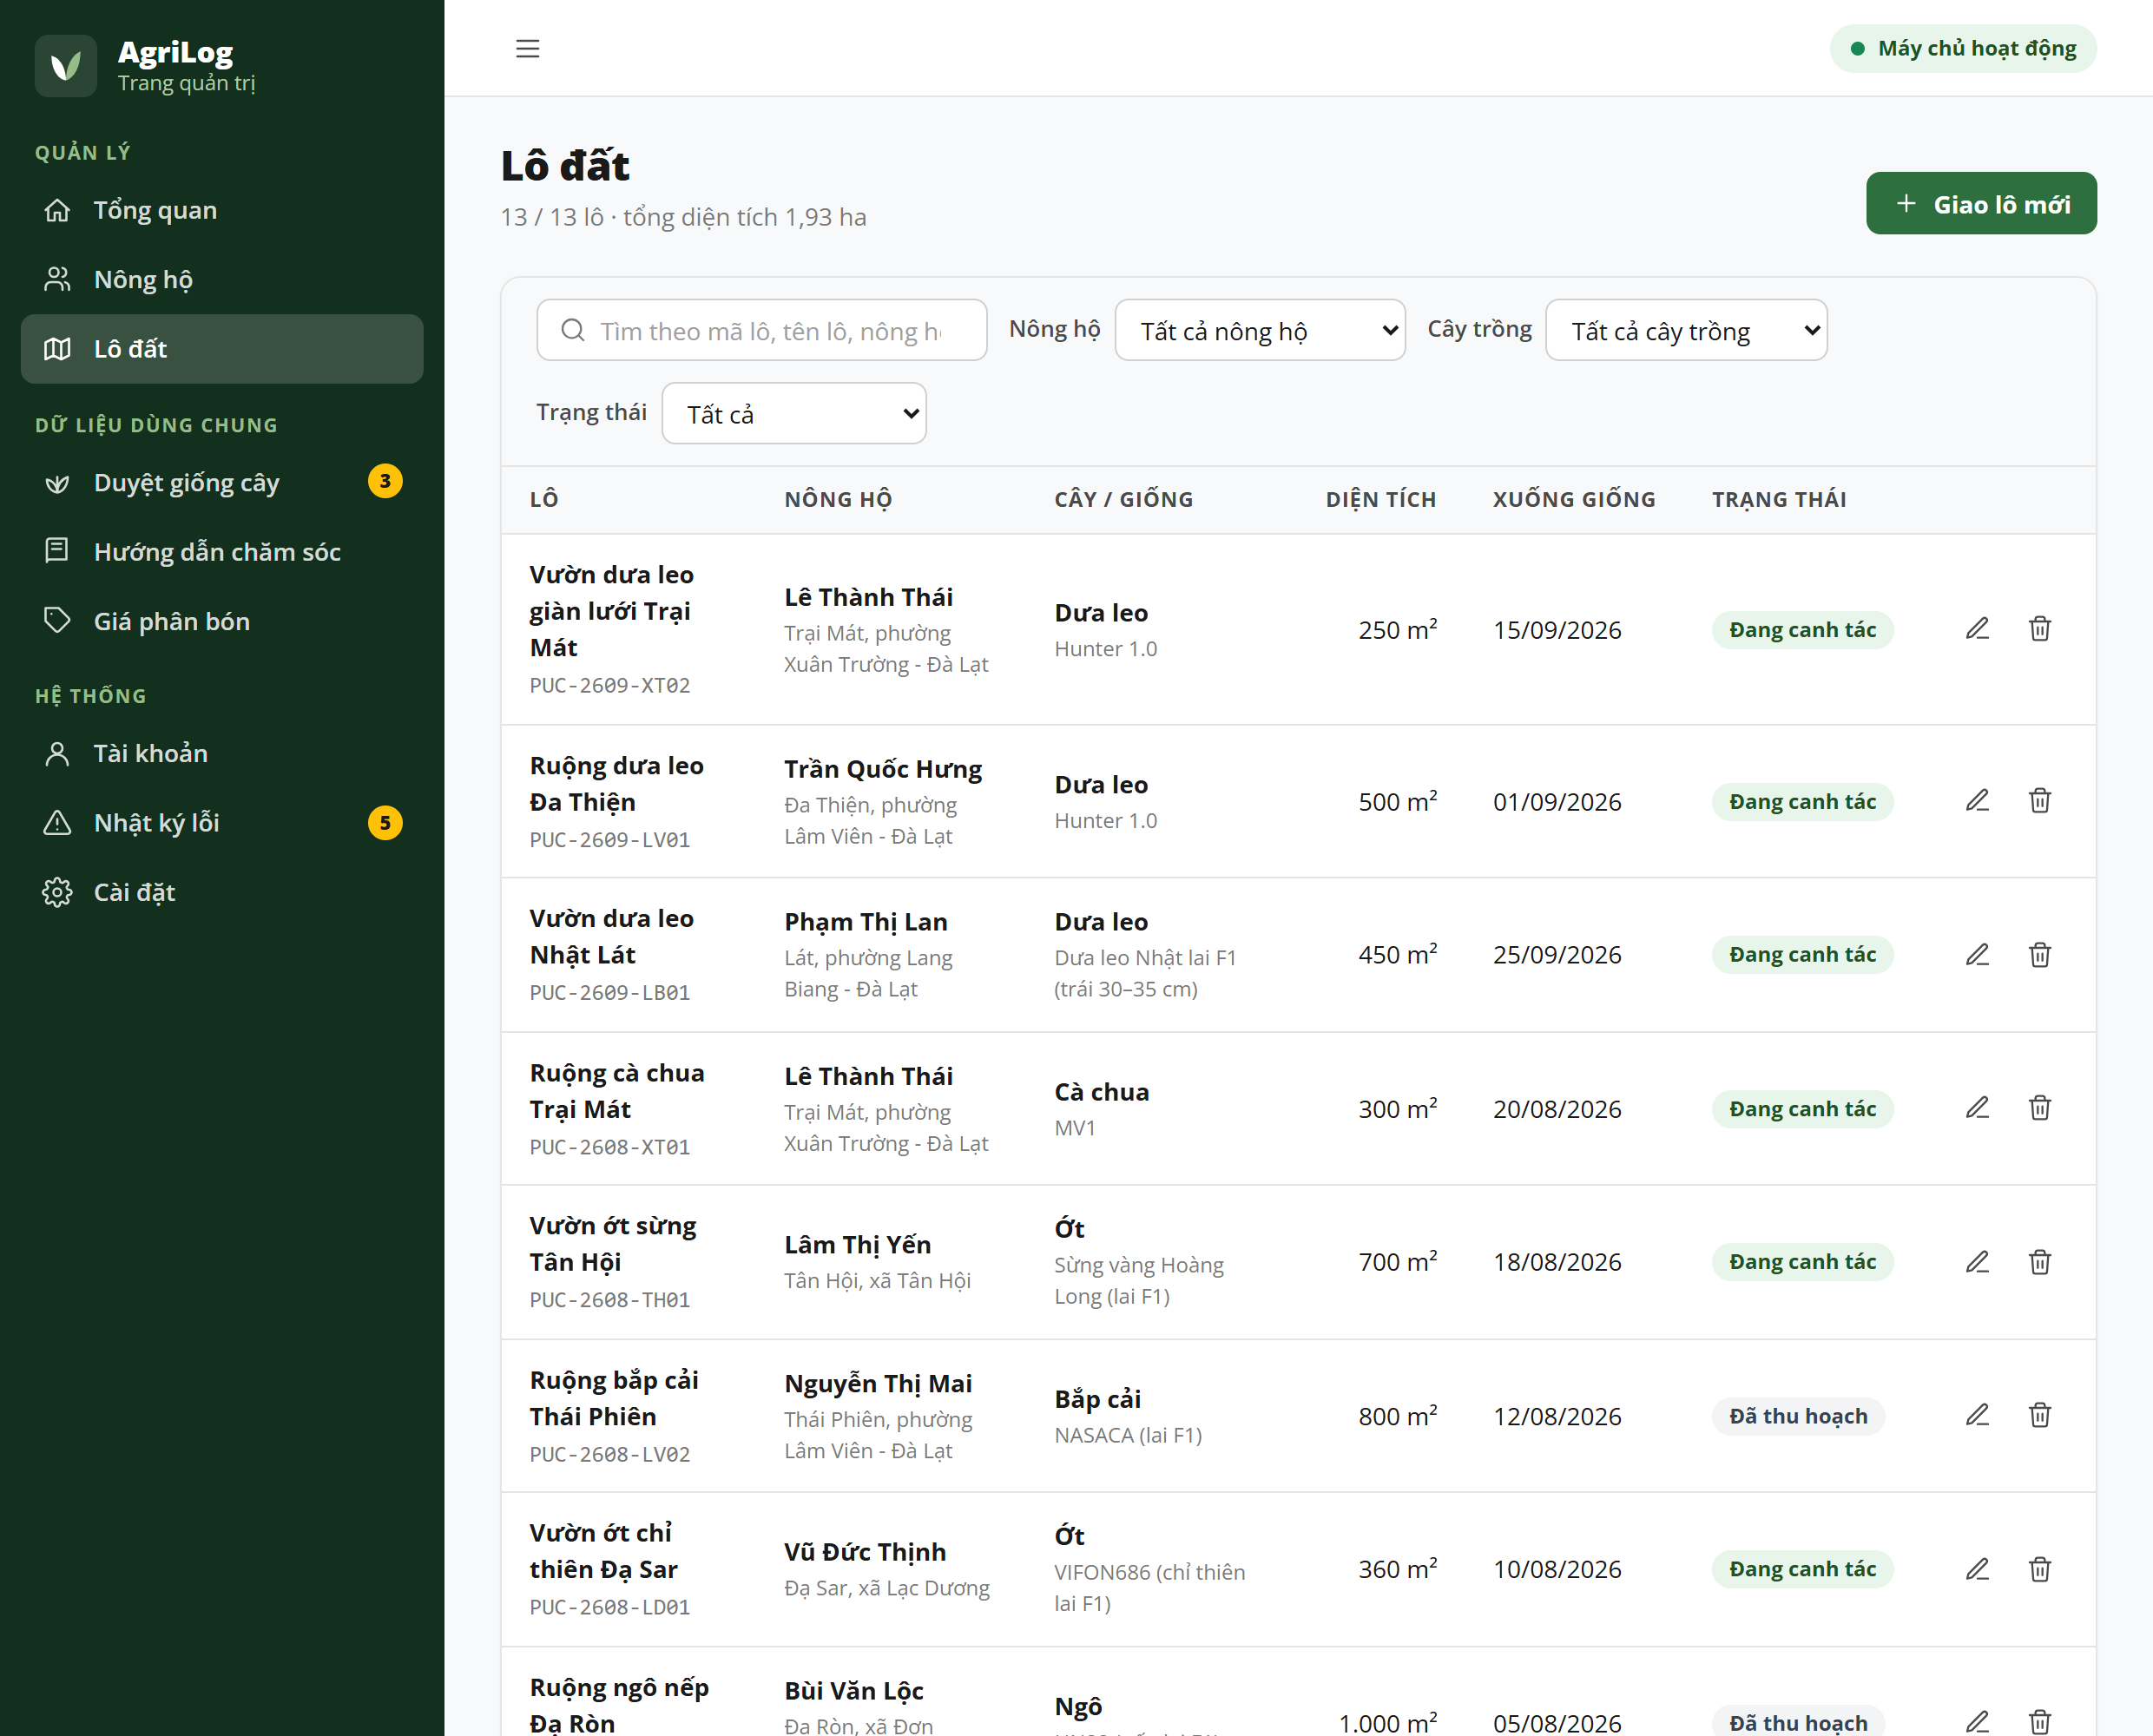 AgriLog
Trang quản trị
QUẢN LÝ
Tổng quan
Nông hộ
Lô đất
DỮ LIỆU DÙNG CHUNG
Duyệt giống cây 3
Hướng dẫn chăm sóc
Giá phân bón
HỆ THỐNG
Tài khoản
Nhật ký lỗi 5
Cài đặt
Máy chủ hoạt động
Lô đất
13 / 13 lô · tổng diện tích 1,93 ha
Giao lô mới
Tìm theo mã lô, tên lô, nông h
Nông hộ Tất cả nông hộ Cây trồng Tất cả cây trồng
Trạng thái Tất cả
LÔ NÔNG HỘ CÂY / GIỐNG DIỆN TÍCH XUỐNG GIỐNG TRẠNG THÁI
Vườn dưa leo
giàn lưới Trại
Mát
PUC-2609-XT02
Lê Thành Thái
Trại Mát, phường
Xuân Trường - Đà Lạt
Dưa leo
Hunter 1.0
250 m²
15/09/2026
Đang canh tác
Ruộng dưa leo
Đa Thiện
PUC-2609-LV01
Trần Quốc Hưng
Đa Thiện, phường
Lâm Viên - Đà Lạt
Dưa leo
Hunter 1.0
500 m²
01/09/2026
Đang canh tác
Vườn dưa leo
Nhật Lát
PUC-2609-LB01
Phạm Thị Lan
Lát, phường Lang
Biang - Đà Lạt
Dưa leo
Dưa leo Nhật lai F1
(trái 30–35 cm)
450 m²
25/09/2026
Đang canh tác
Ruộng cà chua
Trại Mát
PUC-2608-XT01
Lê Thành Thái
Trại Mát, phường
Xuân Trường - Đà Lạt
Cà chua
MV1
300 m²
20/08/2026
Đang canh tác
Vườn ớt sừng
Tân Hội
PUC-2608-TH01
Lâm Thị Yến
Tân Hội, xã Tân Hội
Ớt
Sừng vàng Hoàng
Long (lai F1)
700 m²
18/08/2026
Đang canh tác
Ruộng bắp cải
Thái Phiên
PUC-2608-LV02
Nguyễn Thị Mai
Thái Phiên, phường
Lâm Viên - Đà Lạt
Bắp cải
NASACA (lai F1)
800 m²
12/08/2026
Đã thu hoạch
Vườn ớt chỉ
thiên Đạ Sar
PUC-2608-LD01
Vũ Đức Thịnh
Đạ Sar, xã Lạc Dương
Ớt
VIFON686 (chỉ thiên
lai F1)
360 m²
10/08/2026
Đang canh tác
Ruộng ngô nếp
Đạ Ròn
Bùi Văn Lộc
Đạ Ròn, xã Đơn
Ngô
1.000 m²
05/08/2026
Đã thu hoạch